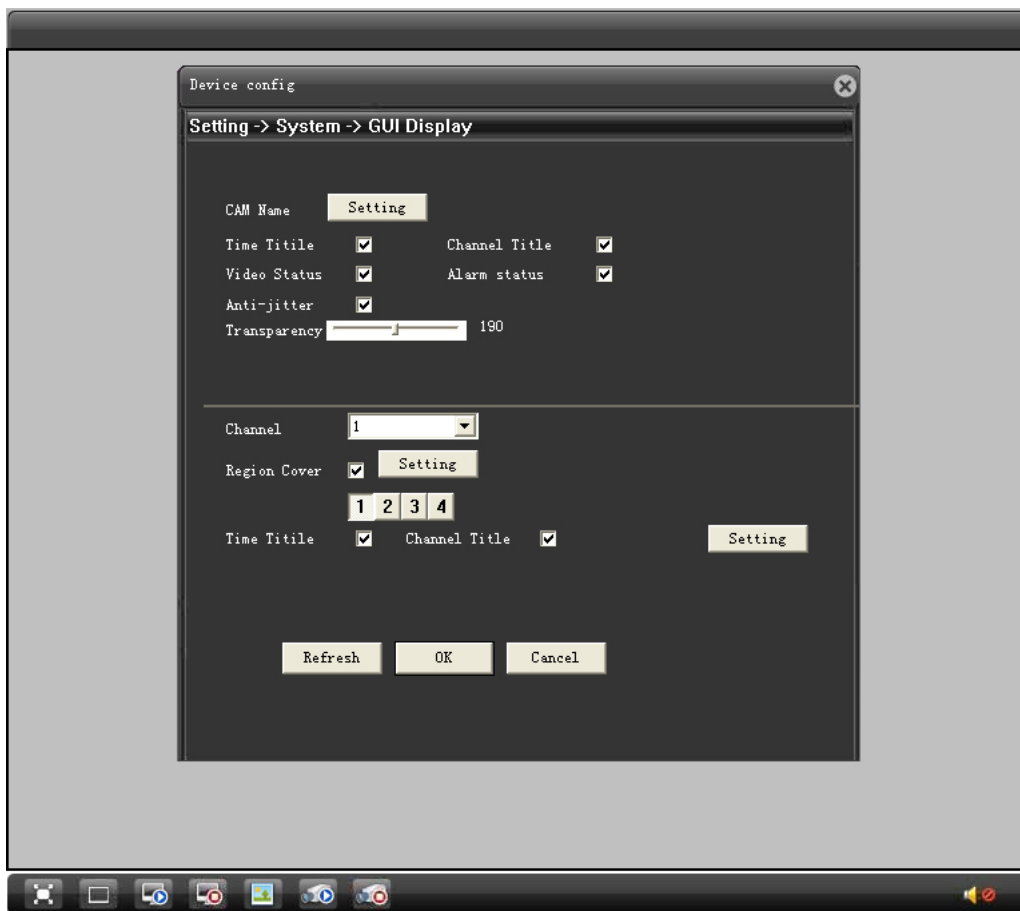 Device config
Setting -> System -> GUI Display
CAM Name Setting
Time Titile Channel Title
Video Status Alarm status
Anti-jitter
Transparency 190
Channel 1
Region Cover Setting
1 2 3 4
Time Titile Channel Title Setting
Refresh OK Cancel